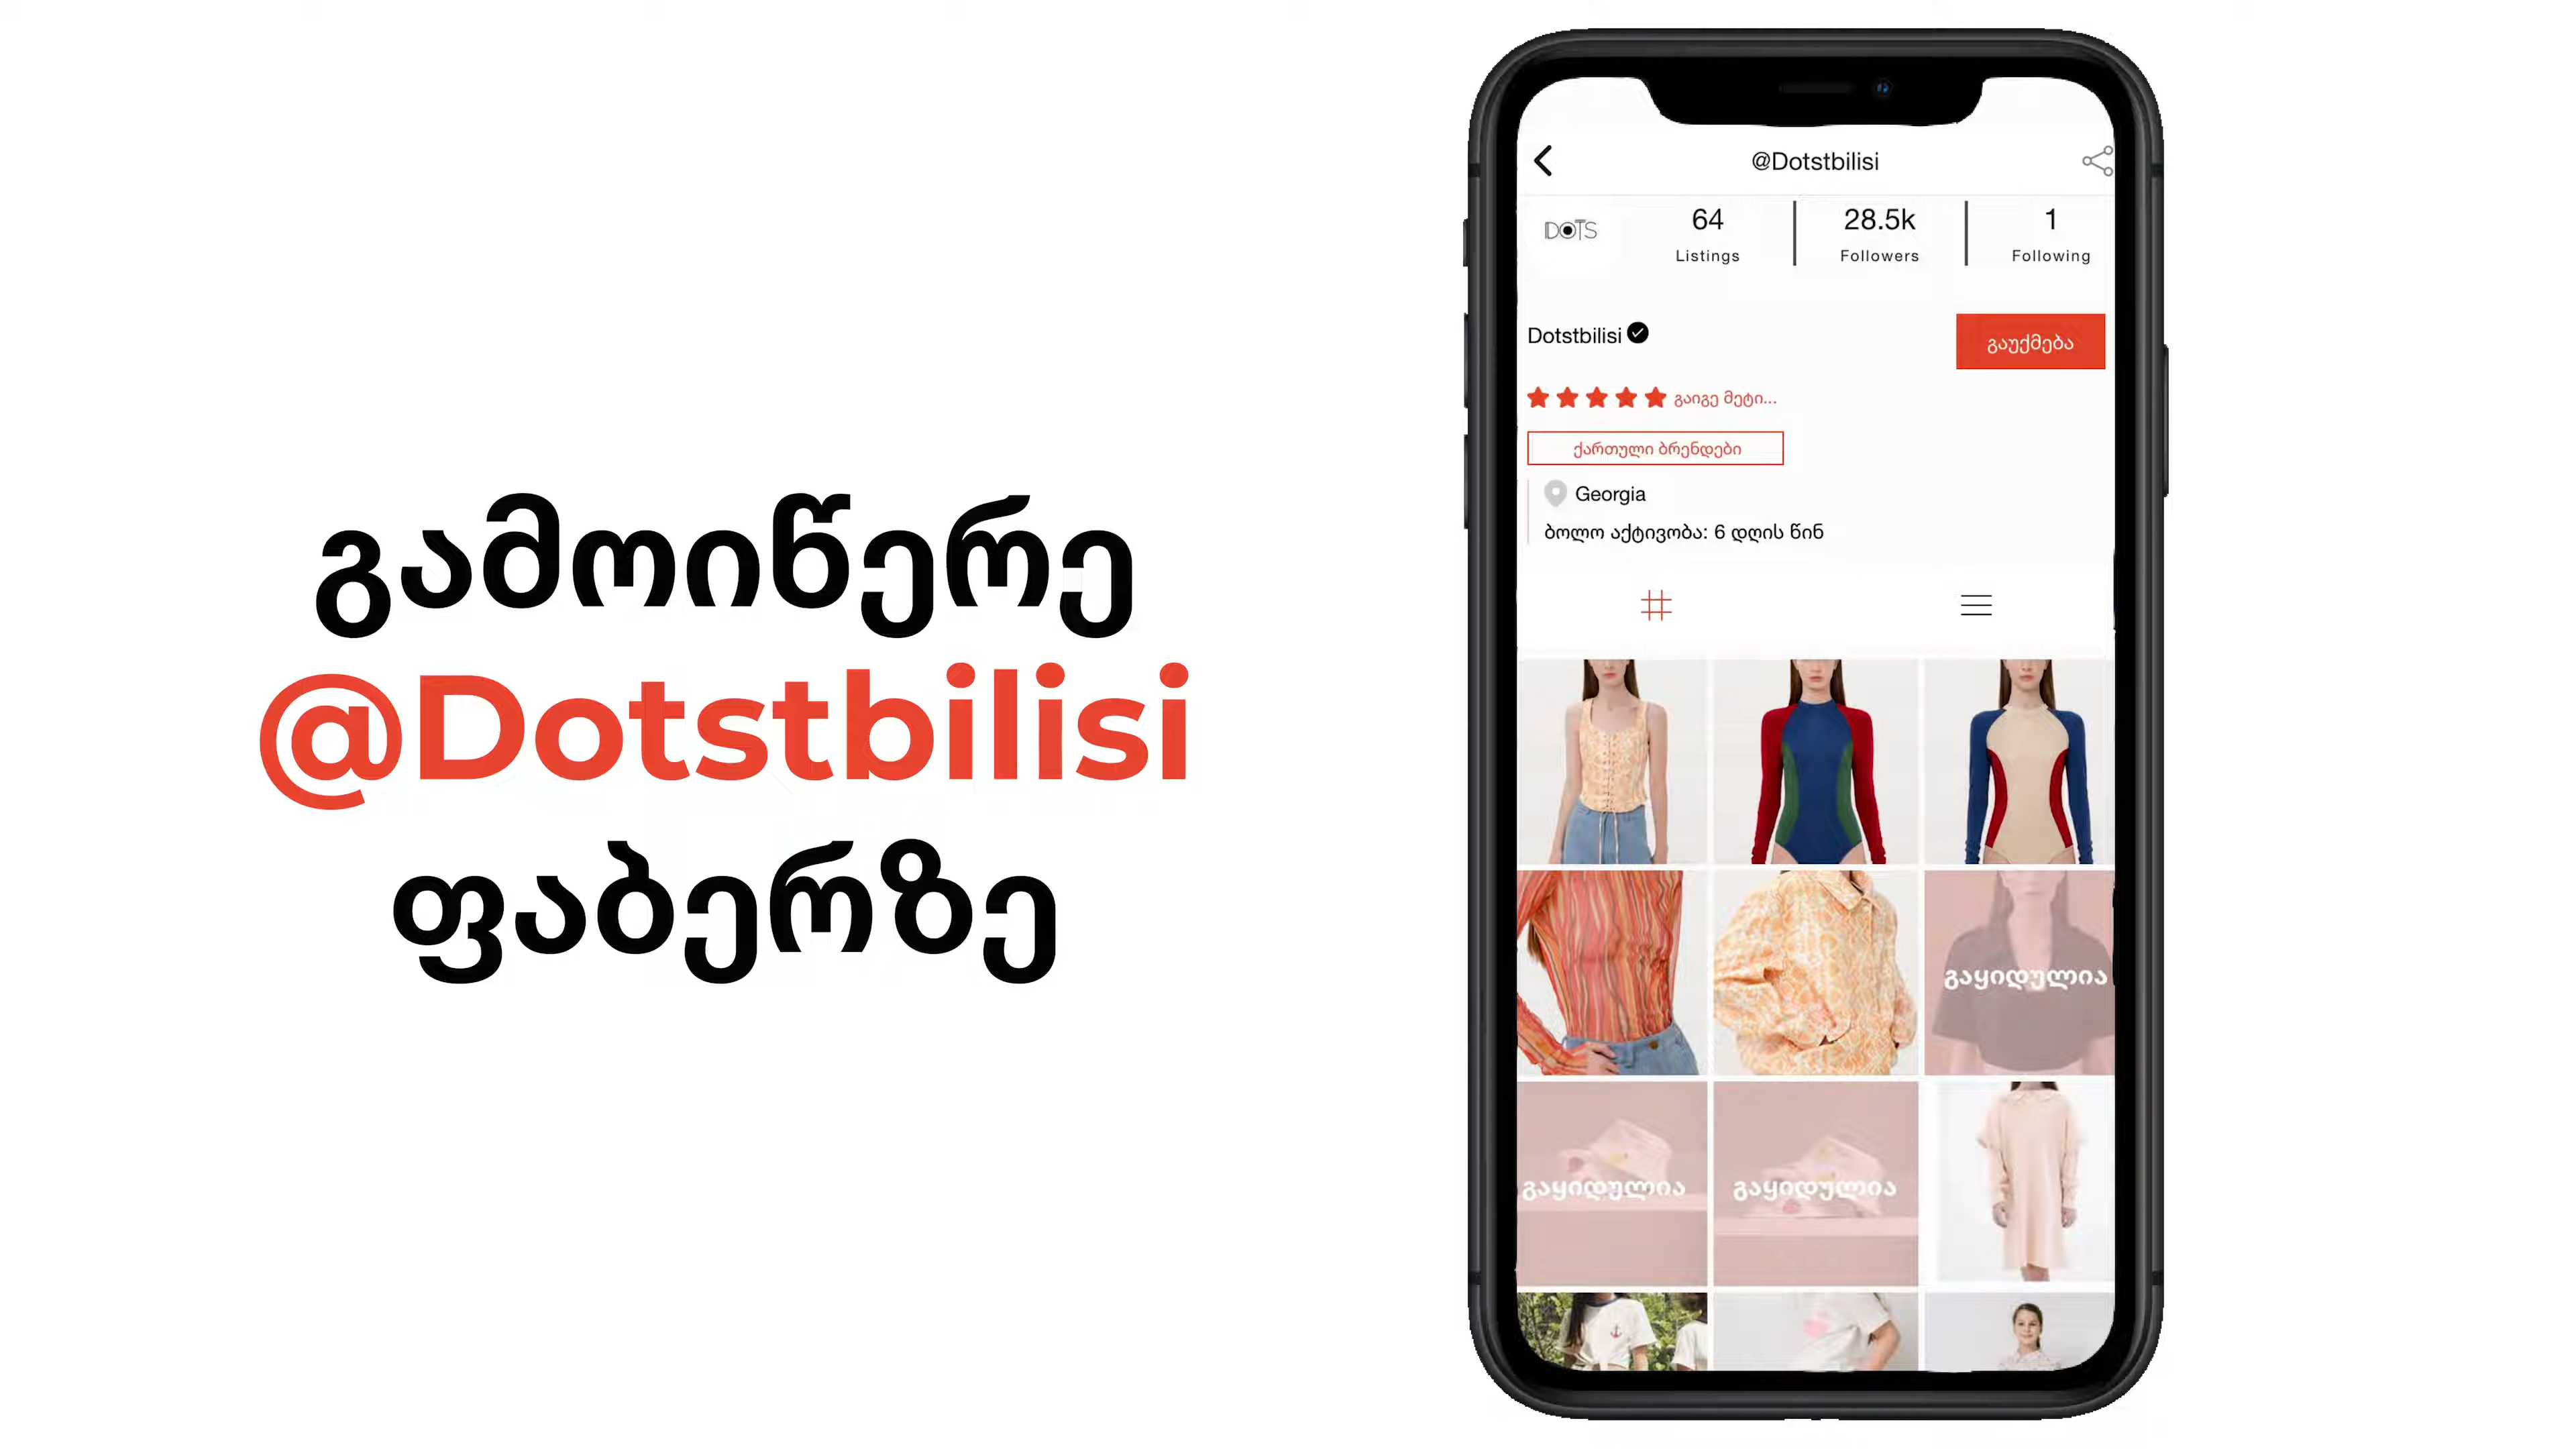 გამოიწერე
@Dotstbilisi
ფაბერზე
@Dotstbilisi
DOTS
64
Listings
28.5k
Followers
1
Following
Dotstbilisi
გაუქმება
გაიგე მეტი...
ქართული ბრენდები
Georgia
ბოლო აქტივობა: 6 დღის წინ
გაყიდულია
გაყიდულია
გაყიდულია